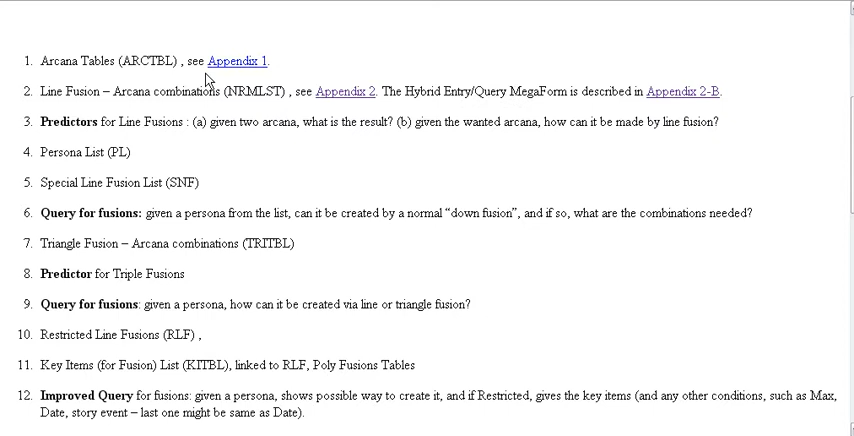 1. Arcana Tables (ARCTBL) , see Appendix 1.
2. Line Fusion – Arcana combinations (NRMLST) , see Appendix 2. The Hybrid Entry/Query MegaForm is described in Appendix 2-B.
3. Predictors for Line Fusions : (a) given two arcana, what is the result? (b) given the wanted arcana, how can it be made by line fusion?
4. Persona List (PL)
5. Special Line Fusion List (SNF)
6. Query for fusions: given a persona from the list, can it be created by a normal “down fusion”, and if so, what are the combinations needed?
7. Triangle Fusion – Arcana combinations (TRITBL)
8. Predictor for Triple Fusions
9. Query for fusions: given a persona, how can it be created via line or triangle fusion?
10. Restricted Line Fusions (RLF) ,
11. Key Items (for Fusion) List (KITBL), linked to RLF, Poly Fusions Tables
12. Improved Query for fusions: given a persona, shows possible way to create it, and if Restricted, gives the key items (and any other conditions, such as Max,
Date, story event – last one might be same as Date).